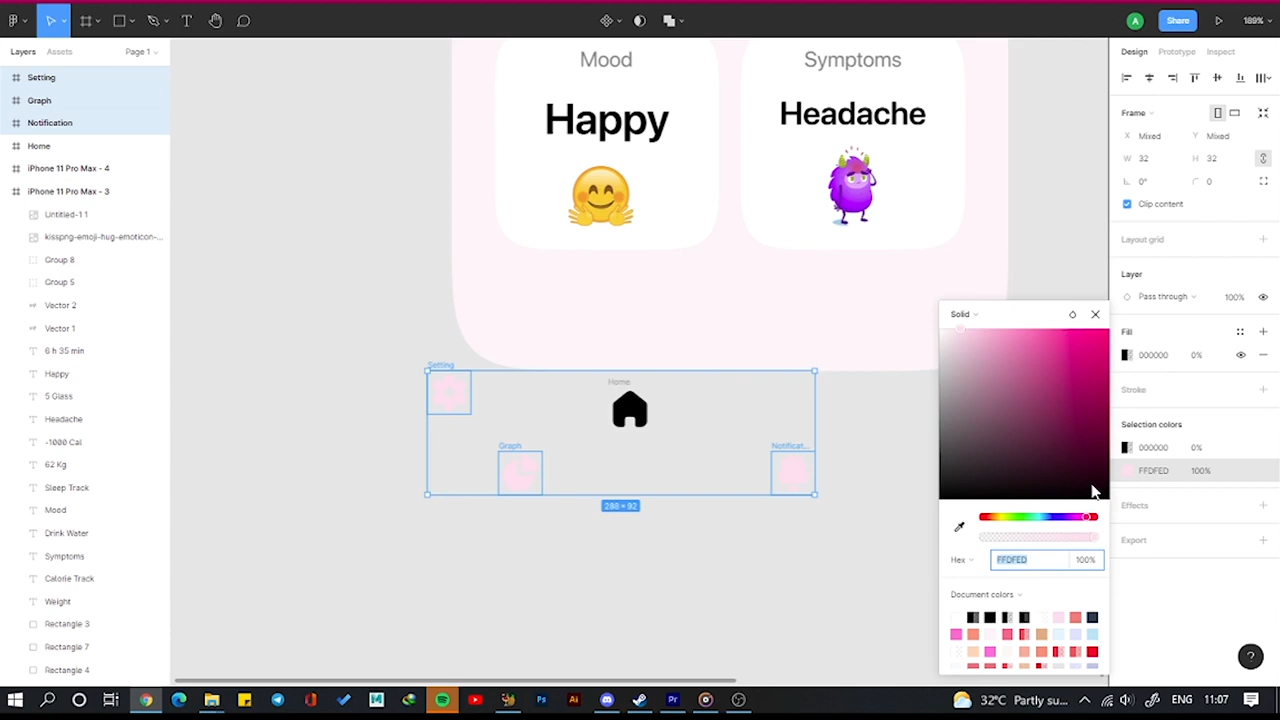 A
Share
189%
Layers
Assets
Page 1
Setting
Graph
Notification
Home
iPhone 11 Pro Max - 4
iPhone 11 Pro Max - 3
Untitled-1 1
kisspng-emoji-hug-emoticon-...
Group 8
Group 5
Vector 2
Vector 1
6 h 35 min
Happy
5 Glass
Headache
-1000 Cal
62 Kg
Sleep Track
Mood
Drink Water
Symptoms
Calorie Track
Weight
Rectangle 3
Rectangle 7
Rectangle 4
Mood
Happy
Symptoms
Headache
Setting
Home
Graph
Notificat...
288 × 92
Solid
Hex
FFDFED
100%
Document colors
Design
Prototype
Inspect
Frame
X Mixed
Y Mixed
W 32
H 32
0°
0
Clip content
Layout grid
Layer
Pass through
100%
Fill
000000 0%
Stroke
Selection colors
000000 0%
FFDFED 100%
Effects
Export
?
32°C Partly su...
ENG
11:07